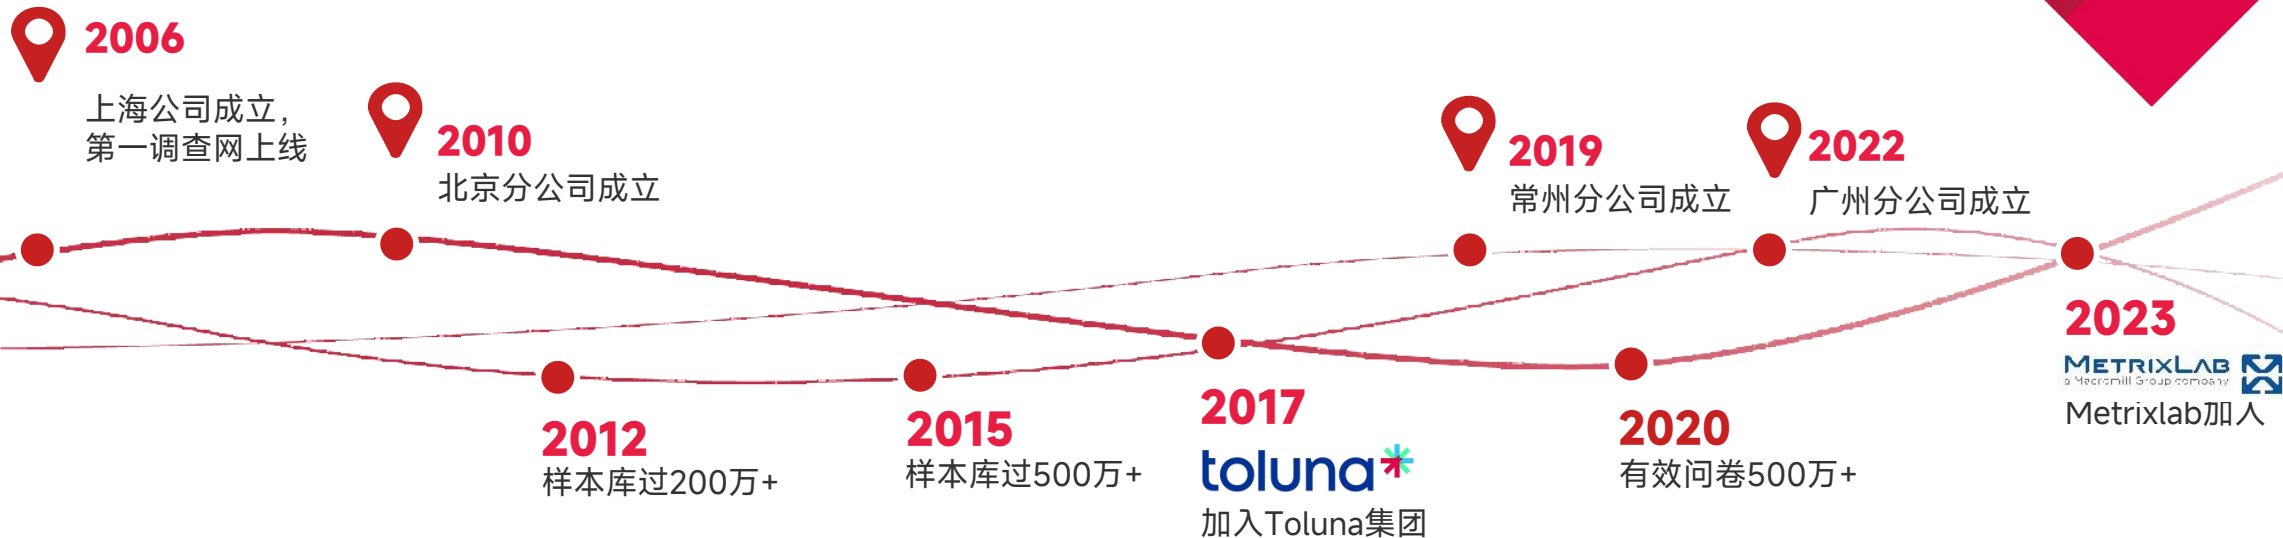 2006
上海公司成立，
第一调查网上线
2010
北京分公司成立
2012
样本库过200万+
2015
样本库过500万+
2017
toluna*
加入Toluna集团
2019
常州分公司成立
2020
有效问卷500万+
2022
广州分公司成立
2023
METRIXLAB
a Macromill Group company
Metrixlab加入